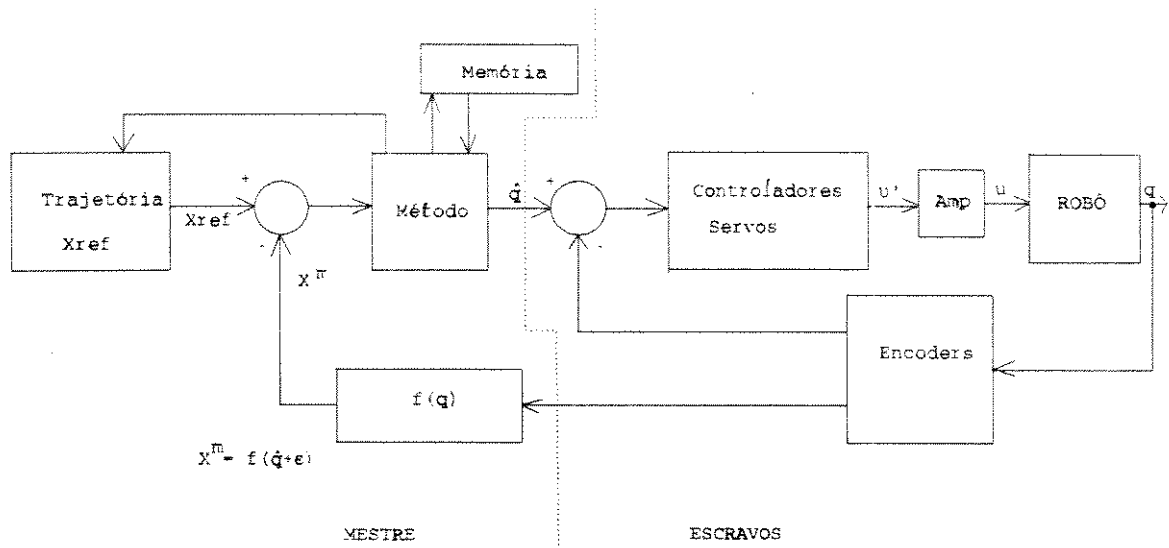 Memória
Trajetória
Xref
+
Xref
-
Método
q̂
+
-
Controladores
Servos
U'
Amp
u
ROBÔ
q
X^m
Encoders
f(q)
X^m= f(q̂+ε)
MESTRE
ESCRAVOS